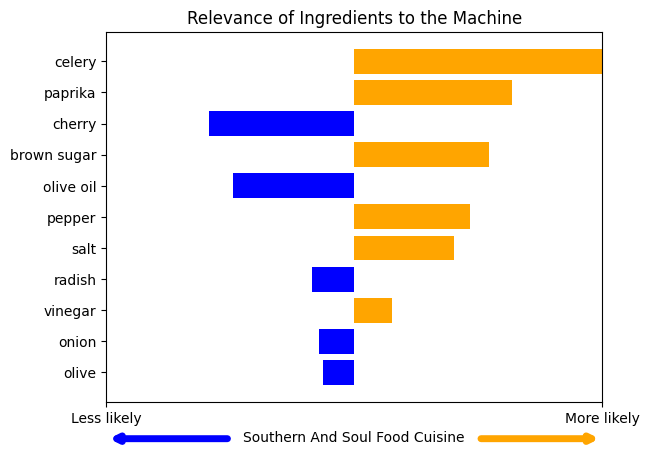 Relevance of Ingredients to the Machine
celery
paprika
cherry
brown sugar
olive oil
pepper
salt
radish
vinegar
onion
olive
Less likely
More likely
Southern And Soul Food Cuisine